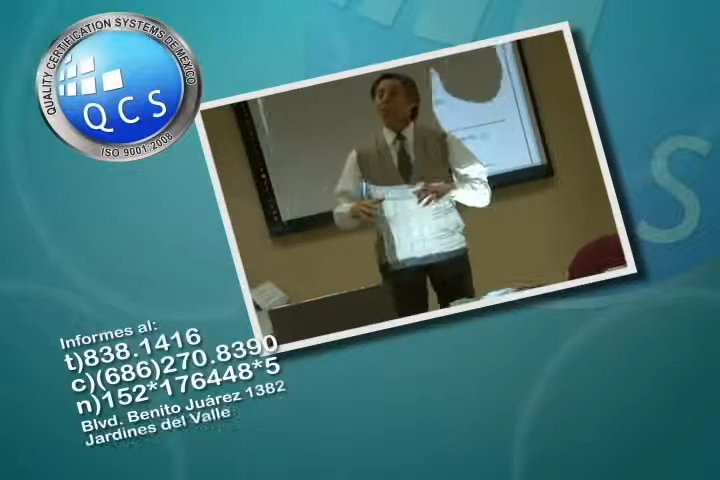 QUALITY CERTIFICATION SYSTEMS DE MEXICO
QCS
ISO 9001:2008
S
Informes al:
t)838.1416
c)(686)270.8390
n)152*176448*5
Blvd. Benito Juárez 1382
Jardines del Valle